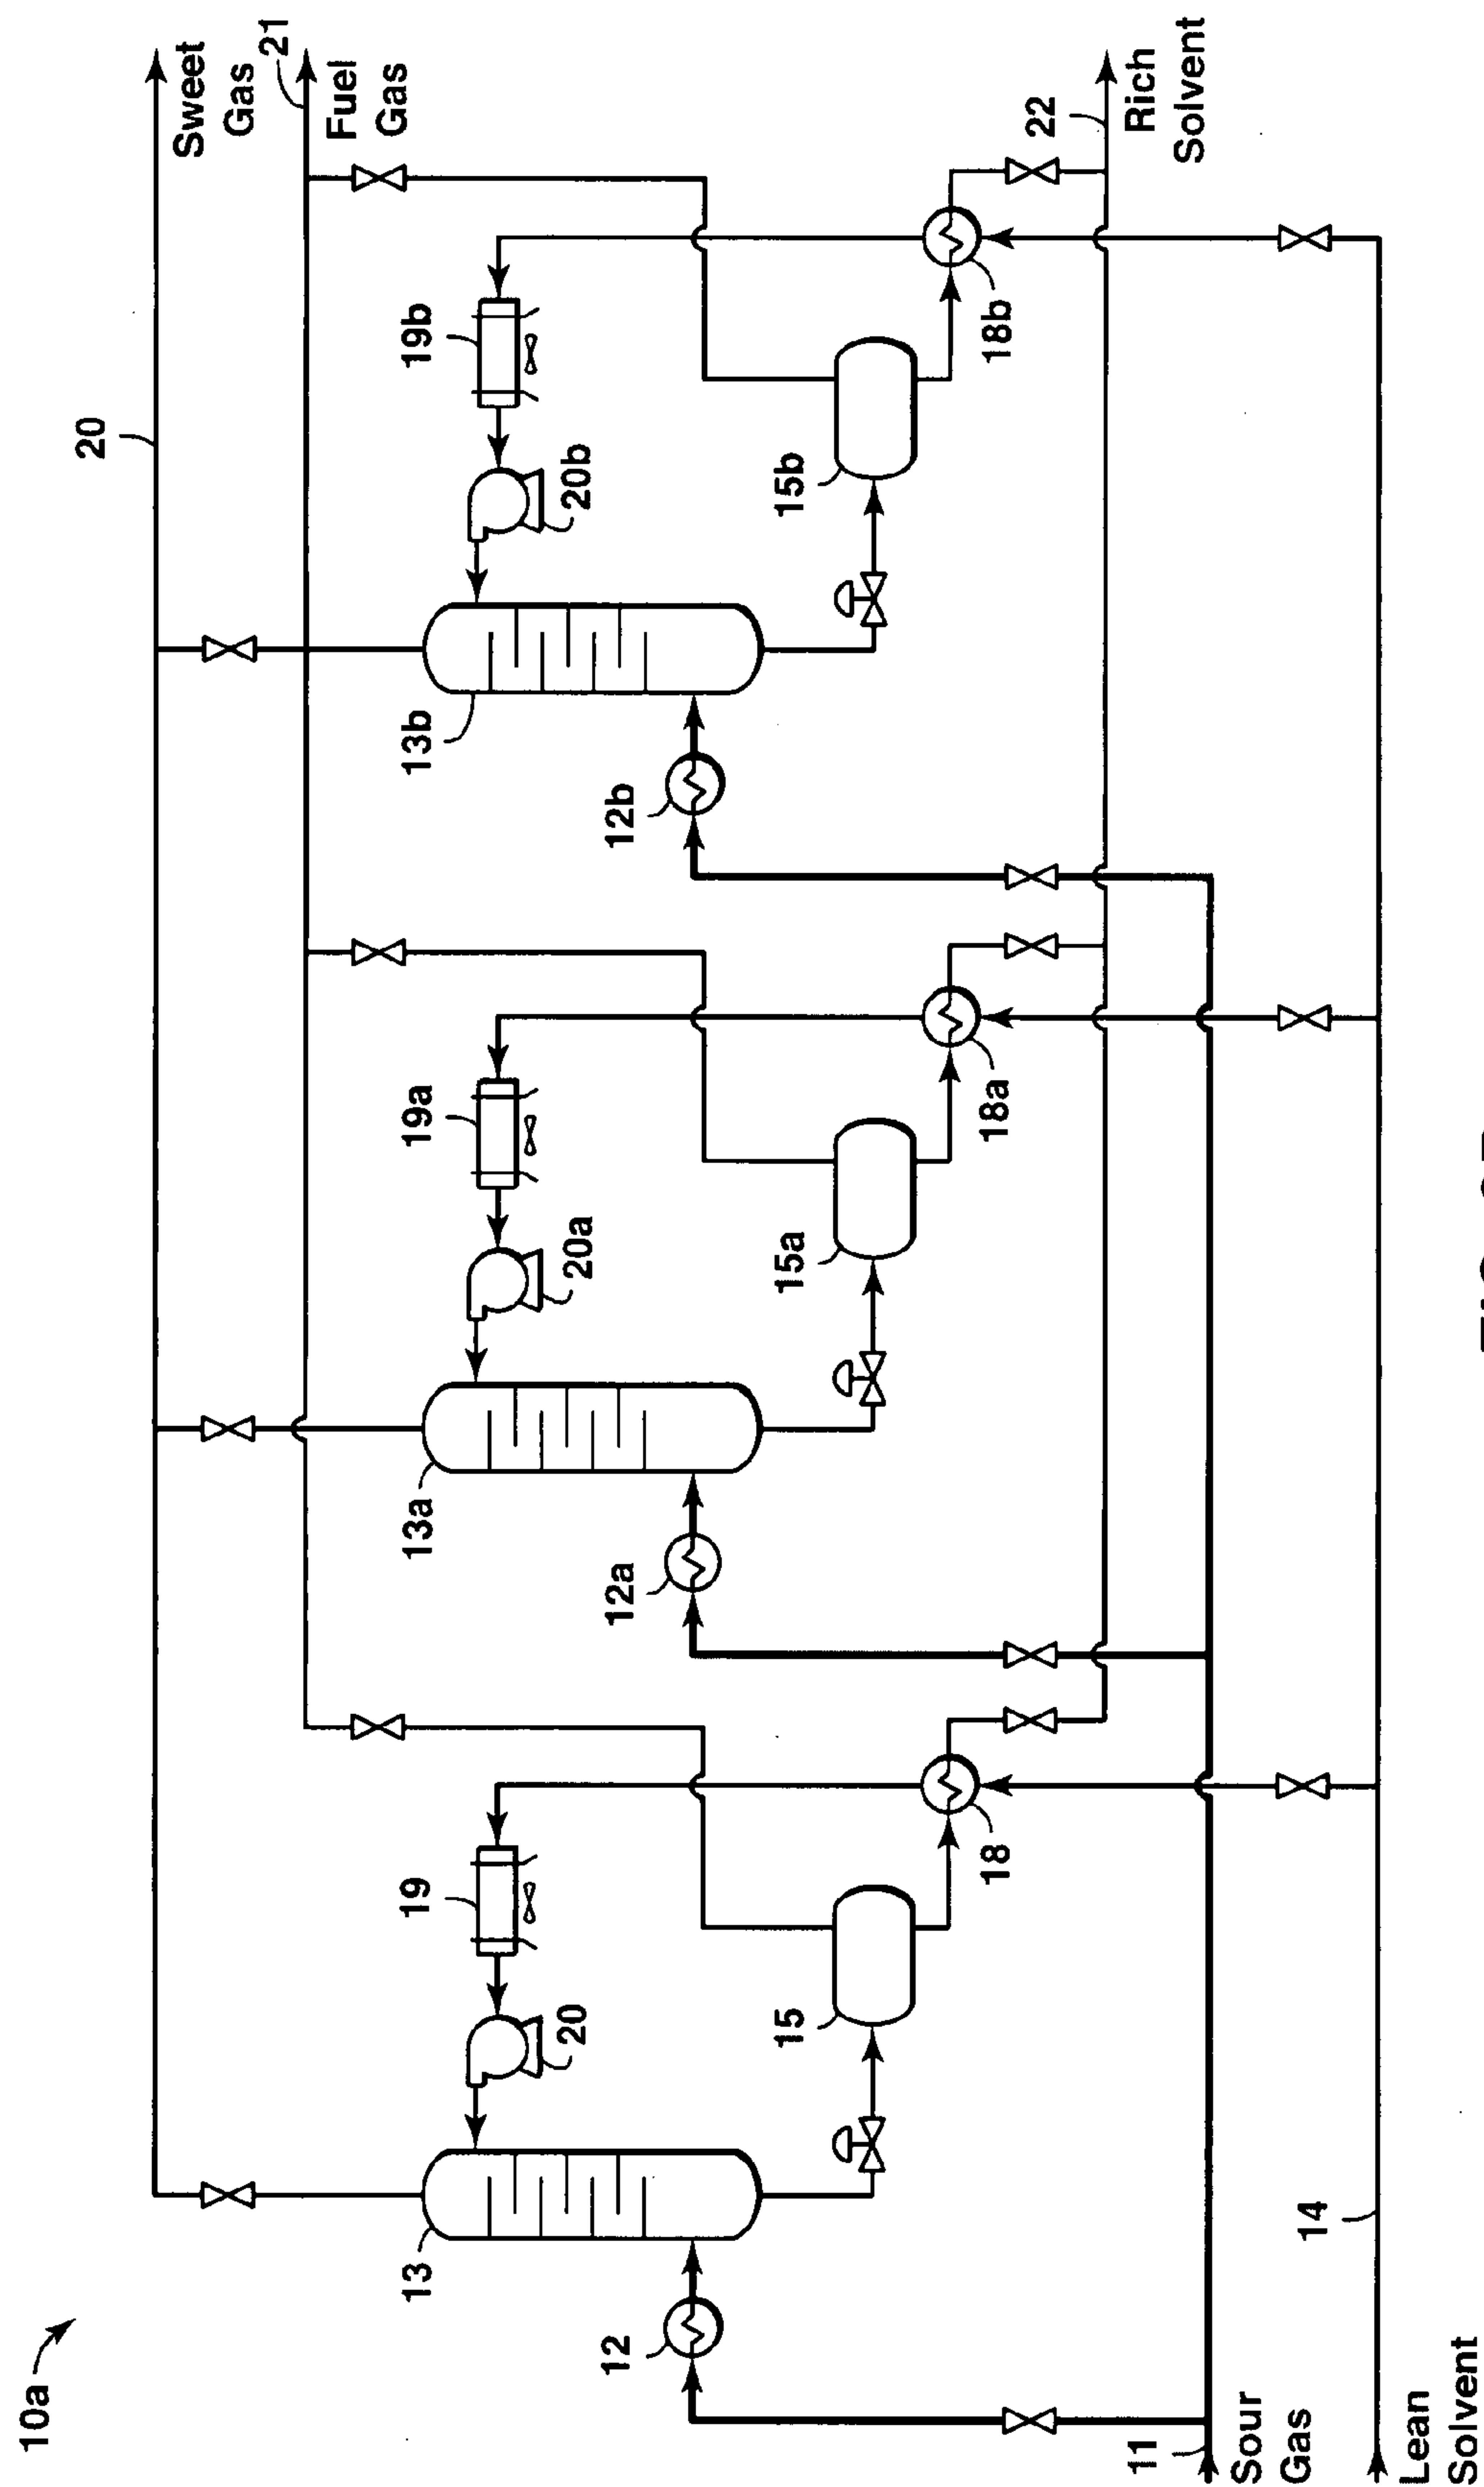 10a
20
Sweet
Gas
21
Fuel
Gas
19
19a
19b
20
20a
20b
13
13a
13b
12
12a
12b
15
15a
15b
18
18a
18b
22
Rich
Solvent
11
Sour
Gas
14
Lean
Solvent